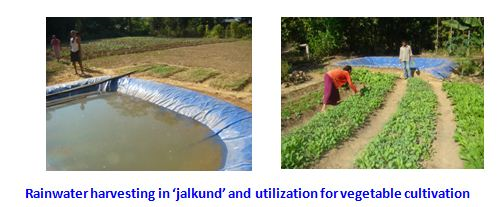 Rainwater harvesting in ‘jalkund’ and utilization for vegetable cultivation